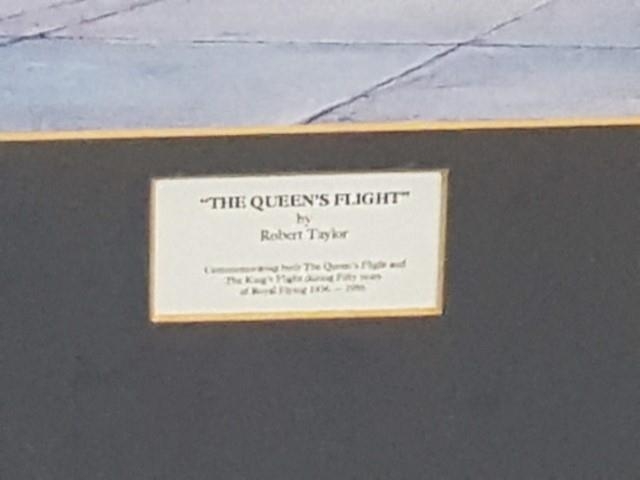 "THE QUEEN'S FLIGHT"
by
Robert Taylor
Commemorating both The Queen's Flight and
The King's Flight during Fifty years
of Royal Flying 1936 — 1986